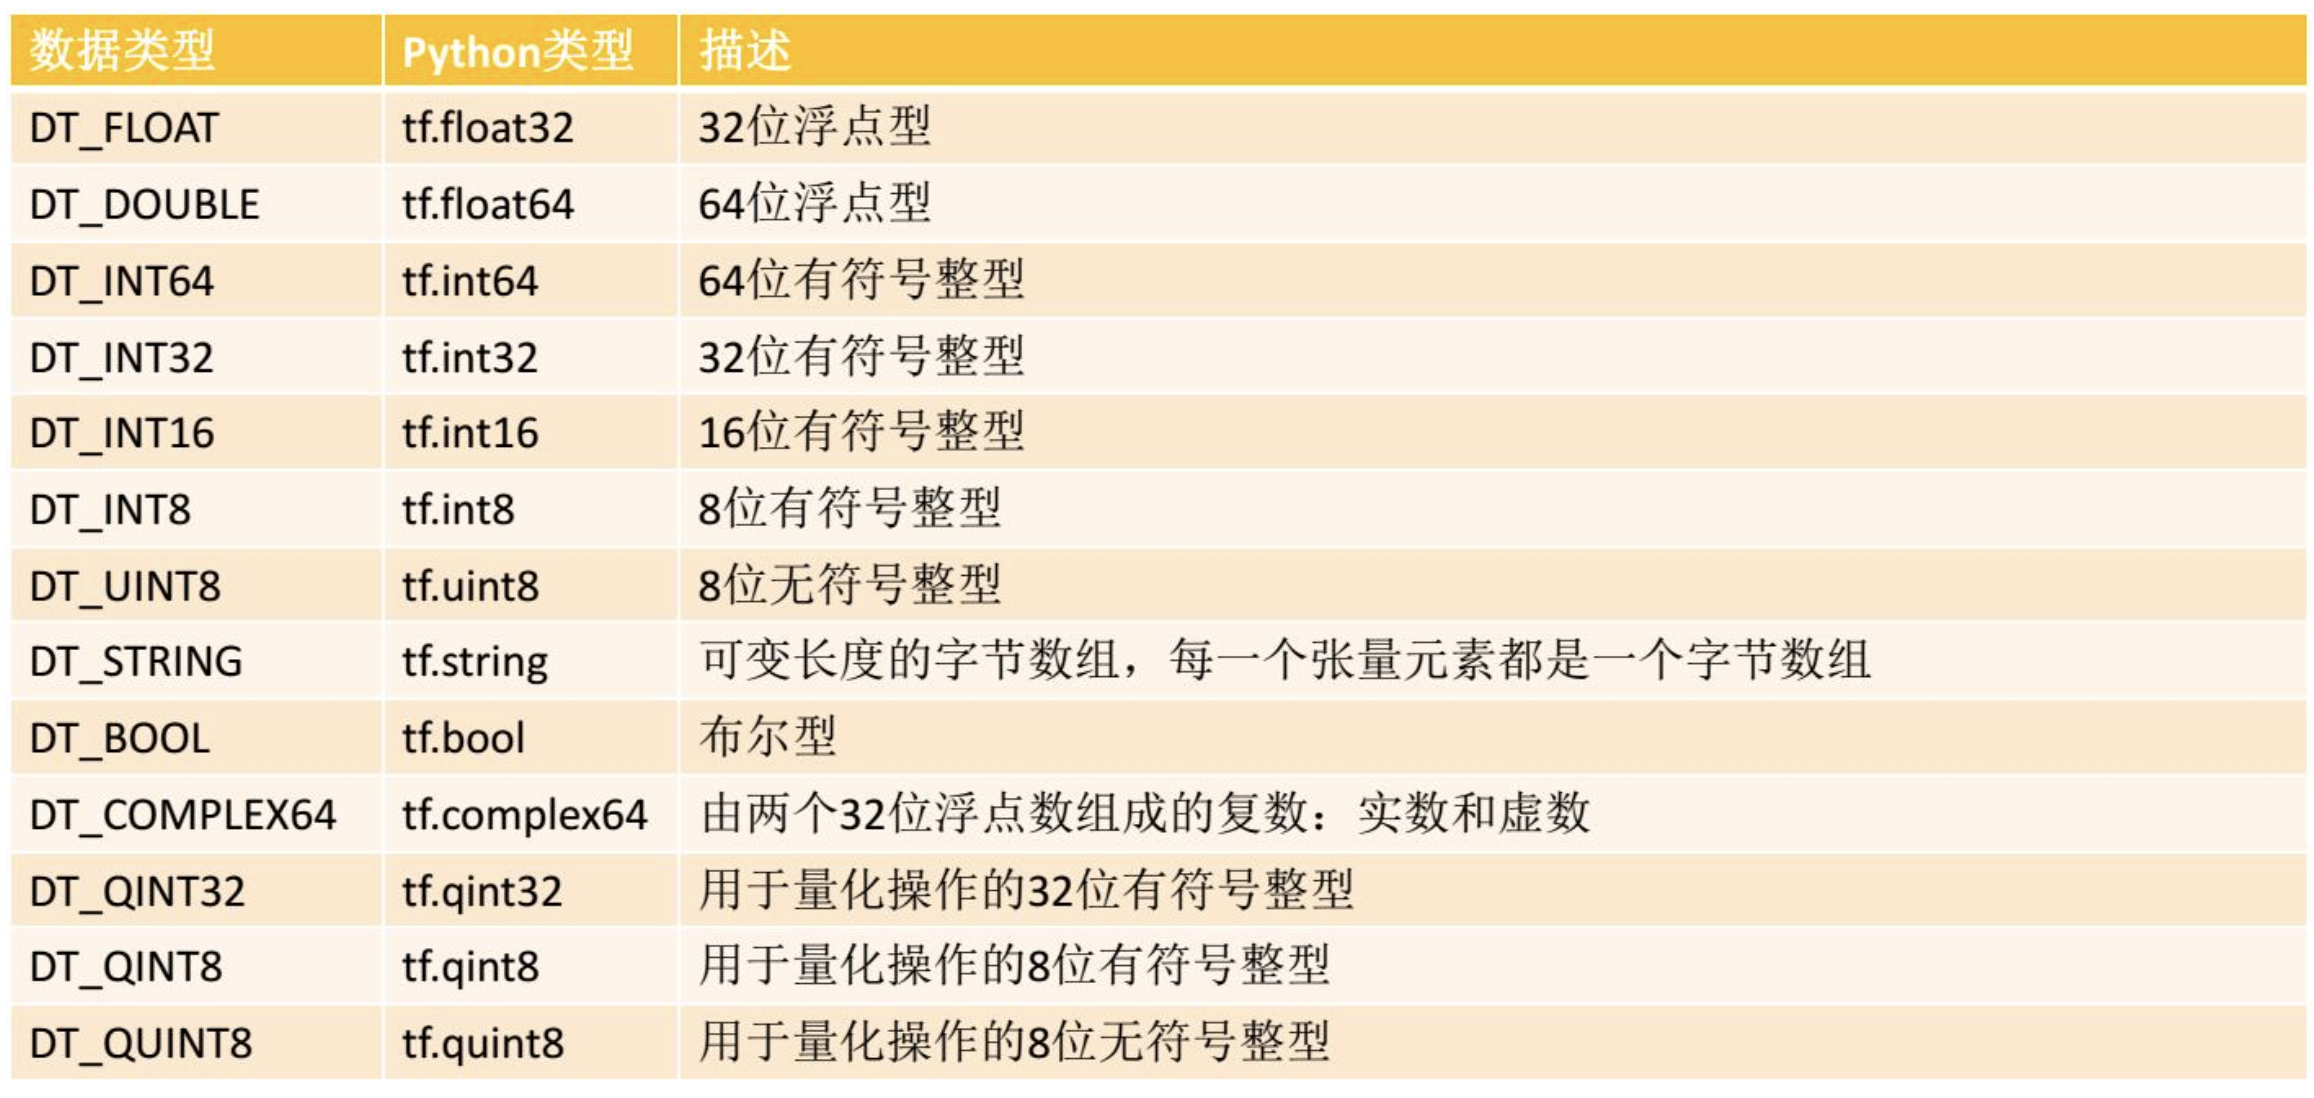 数据类型 Python类型 描述
DT_FLOAT tf.float32 32位浮点型
DT_DOUBLE tf.float64 64位浮点型
DT_INT64 tf.int64 64位有符号整型
DT_INT32 tf.int32 32位有符号整型
DT_INT16 tf.int16 16位有符号整型
DT_INT8 tf.int8 8位有符号整型
DT_UINT8 tf.uint8 8位无符号整型
DT_STRING tf.string 可变长度的字节数组，每一个张量元素都是一个字节数组
DT_BOOL tf.bool 布尔型
DT_COMPLEX64 tf.complex64 由两个32位浮点数组成的复数：实数和虚数
DT_QINT32 tf.qint32 用于量化操作的32位有符号整型
DT_QINT8 tf.qint8 用于量化操作的8位有符号整型
DT_QUINT8 tf.quint8 用于量化操作的8位无符号整型